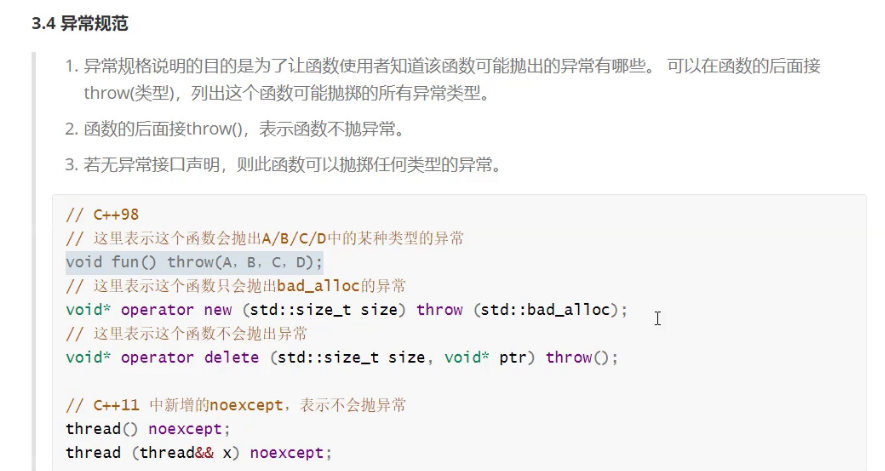 3.4 异常规范
1. 异常规格说明的目的是为了让函数使用者知道该函数可能抛出的异常有哪些。 可以在函数的后面接
throw(类型)，列出这个函数可能抛掷的所有异常类型。
2. 函数的后面接throw()，表示函数不抛异常。
3. 若无异常接口声明，则此函数可以抛掷任何类型的异常。
// C++98
// 这里表示这个函数会抛出A/B/C/D中的某种类型的异常
void fun() throw(A，B，C，D);
// 这里表示这个函数只会抛出bad_alloc的异常
void* operator new (std::size_t size) throw (std::bad_alloc);
// 这里表示这个函数不会抛出异常
void* operator delete (std::size_t size, void* ptr) throw();
// C++11 中新增的noexcept，表示不会抛异常
thread() noexcept;
thread (thread&& x) noexcept;